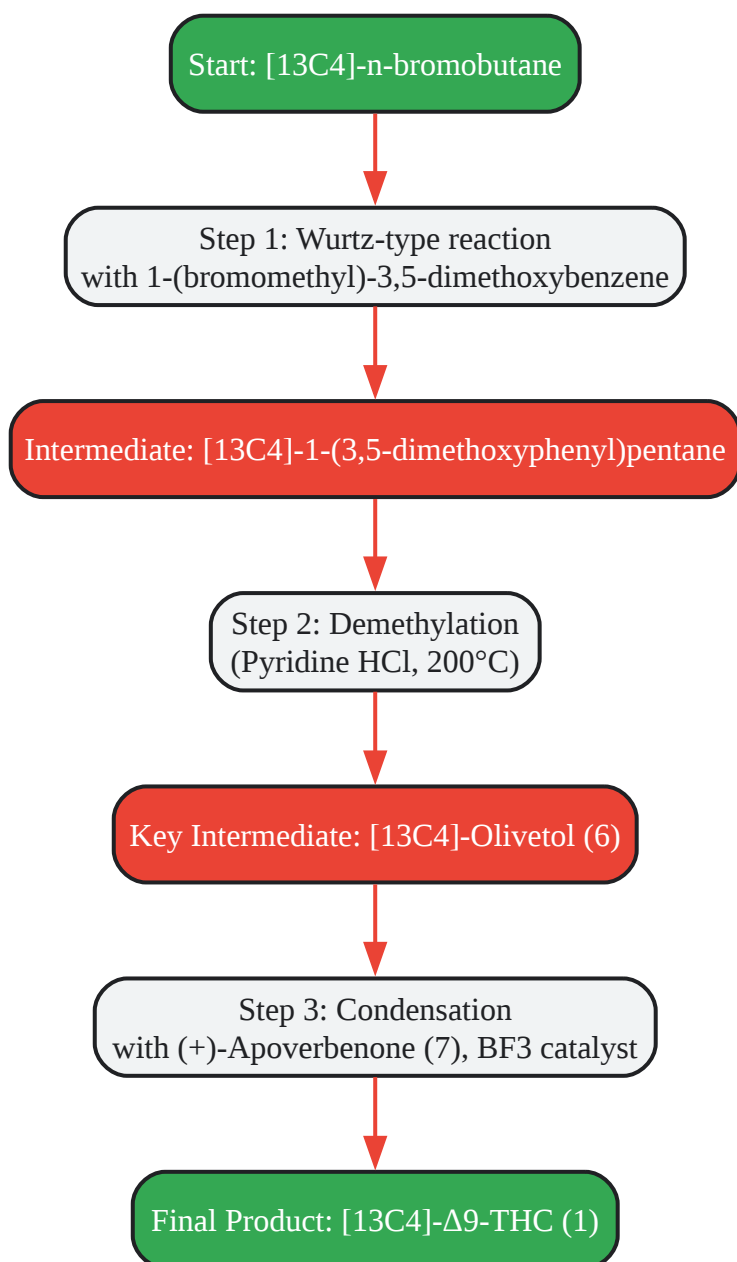 Start: [13C4]-n-bromobutane
Step 1: Wurtz-type reaction
with 1-(bromomethyl)-3,5-dimethoxybenzene
Intermediate: [13C4]-1-(3,5-dimethoxyphenyl)pentane
Step 2: Demethylation
(Pyridine HCl, 200°C)
Key Intermediate: [13C4]-Olivetol (6)
Step 3: Condensation
with (+)-Apoverbenone (7), BF3 catalyst
Final Product: [13C4]-Δ9-THC (1)